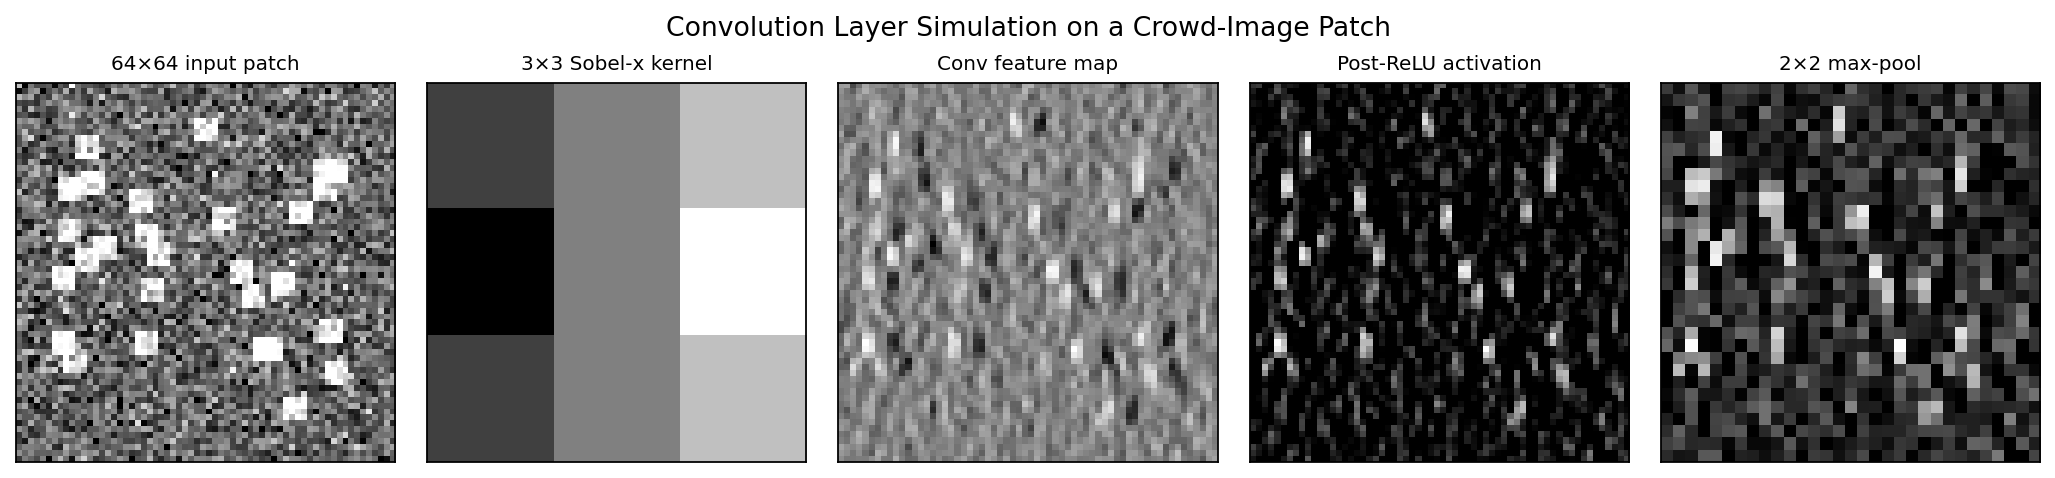 Convolution Layer Simulation on a Crowd-Image Patch
64×64 input patch
3×3 Sobel-x kernel
Conv feature map
Post-ReLU activation
2×2 max-pool